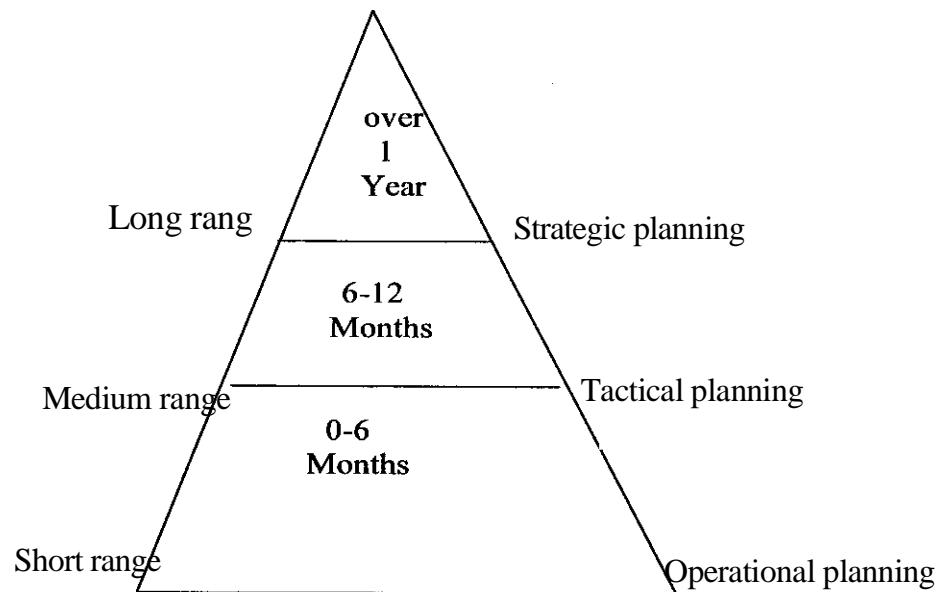 over
1
Year
Long rang
Strategic planning
6-12
Months
Medium range
Tactical planning
0-6
Months
Short range
Operational planning